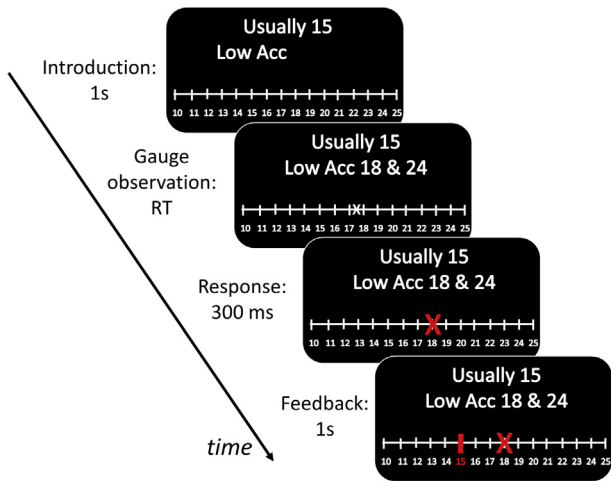 Usually 15
Low Acc
Introduction:
1s
10 11 12 13 14 15 16 17 18 19 20 21 22 23 24 25
Usually 15
Low Acc 18 & 24
Gauge
observation:
RT
10 11 12 13 14 15 16 17 18 19 20 21 22 23 24 25
Usually 15
Low Acc 18 & 24
Response:
300 ms
10 11 12 13 14 15 16 17 18 19 20 21 22 23 24 25
Usually 15
Low Acc 18 & 24
Feedback:
1s
10 11 12 13 14 15 16 17 18 19 20 21 22 23 24 25
time